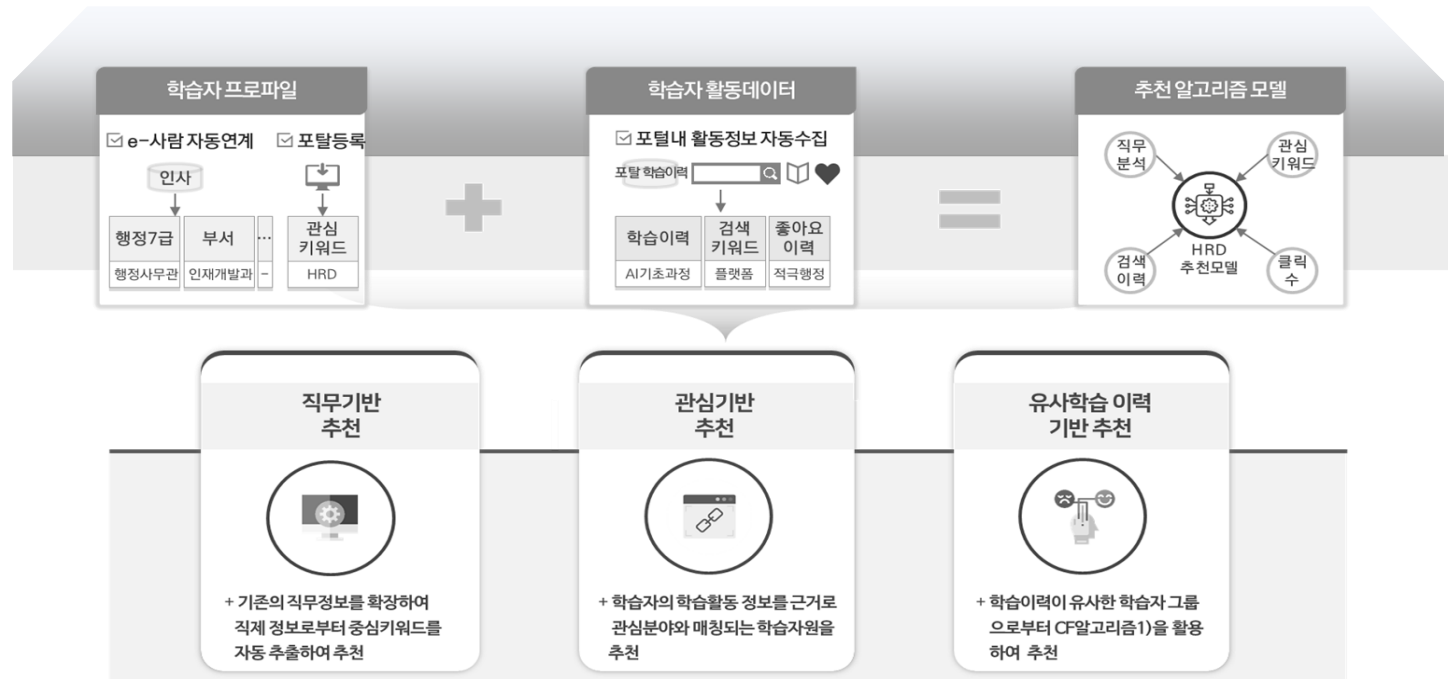 학습자 프로파일
e-사람 자동연계
포탈등록
인사
행정7급
부서
...
관심
키워드
행정사무관
인재개발과
-
HRD
학습자 활동데이터
포털내 활동정보 자동수집
포탈 학습이력
학습이력
검색
키워드
좋아요
이력
AI기초과정
플랫폼
적극행정
추천 알고리즘 모델
직무
분석
관심
키워드
HRD
추천모델
검색
이력
클릭
수
직무기반
추천
+ 기존의 직무정보를 확장하여
직제 정보로부터 중심키워드를
자동 추출하여 추천
관심기반
추천
+ 학습자의 학습활동 정보를 근거로
관심분야와 매칭되는 학습자원을
추천
유사학습 이력
기반 추천
+ 학습이력이 유사한 학습자 그룹
으로부터 CF알고리즘1)을 활용
하여 추천